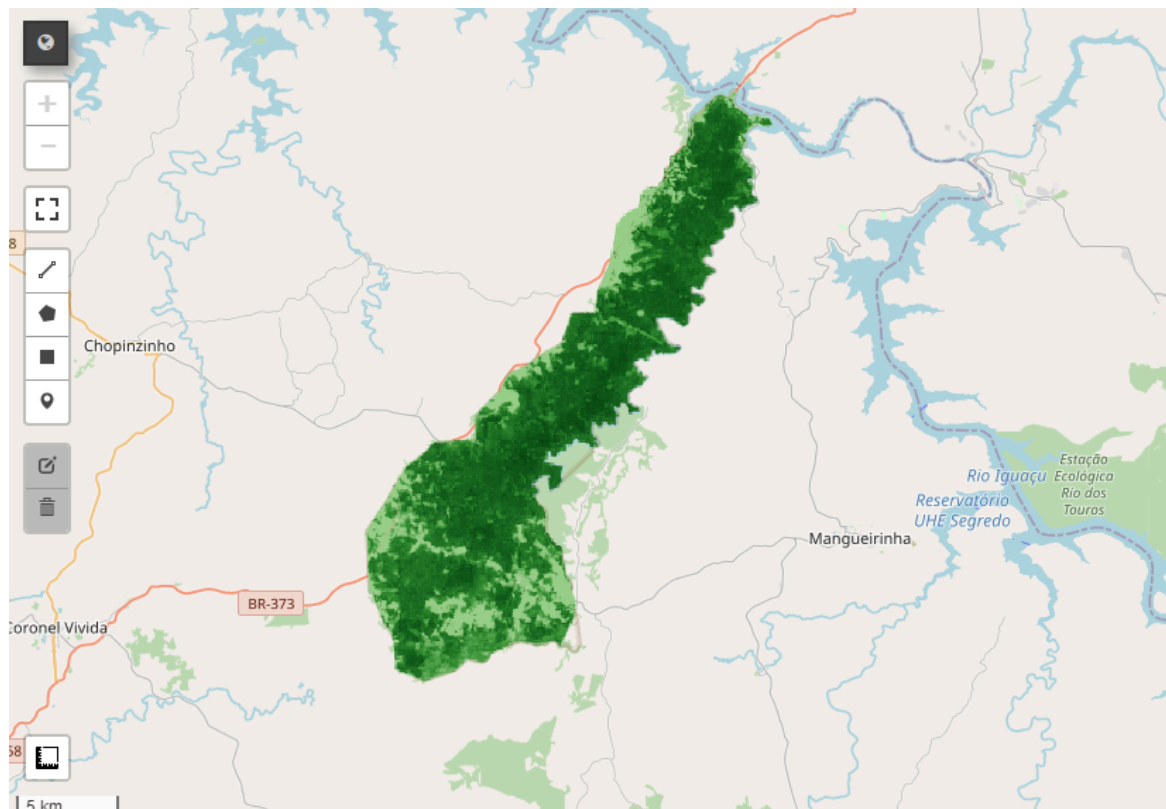 8
Chopinzinho
Estação
Ecológica
Rio dos
Touros
Rio Iguaçu
Reservatório
UHE Segredo
Mangueirinha
BR-373
Coronel Vivida
58
5 km